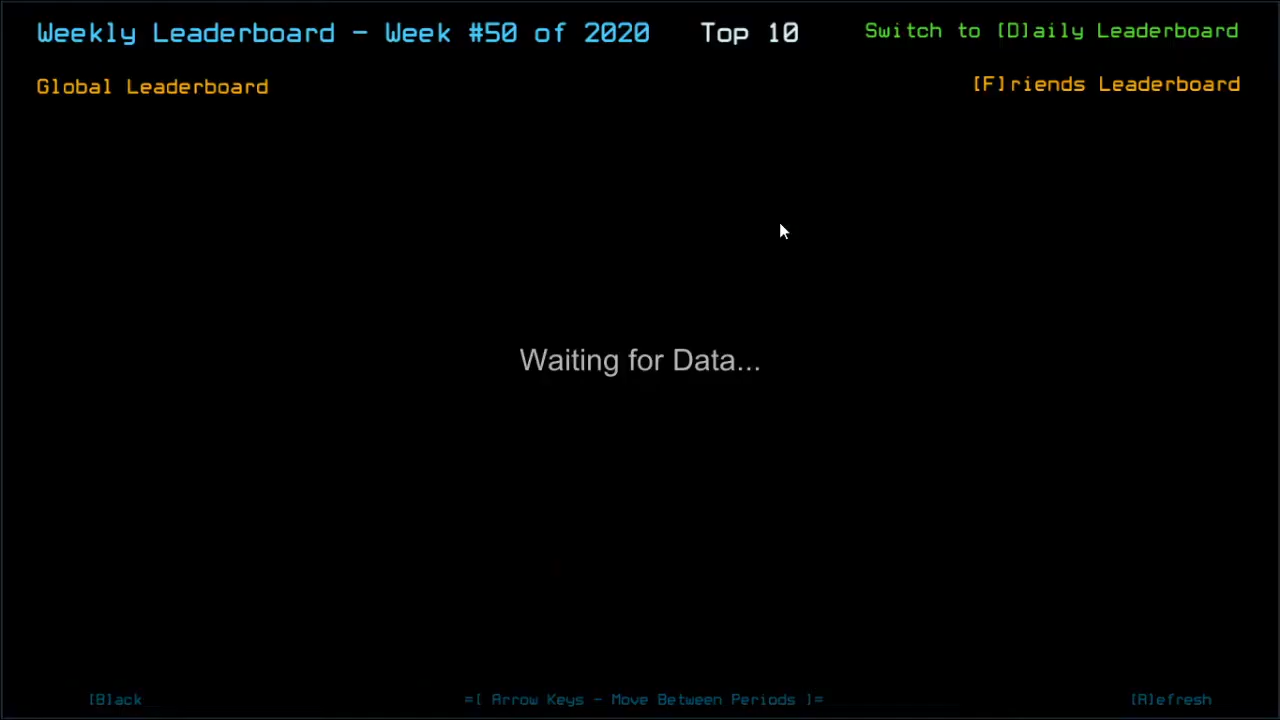 Weekly Leaderboard - Week #50 of 2020 Top 10 Switch to [D]aily Leaderboard
Global Leaderboard [F]riends Leaderboard
Waiting for Data...
[B]ack =[ Arrow Keys - Move Between Periods ]= [R]efresh